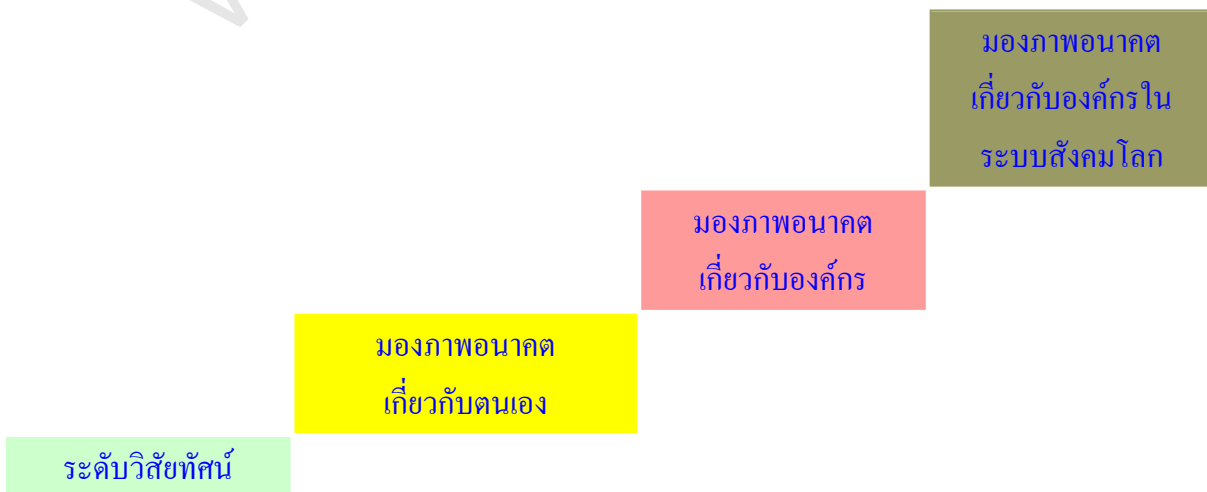 มองภาพอนาคต
เกี่ยวกับองค์กรใน
ระบบสังคมโลก
มองภาพอนาคต
เกี่ยวกับองค์กร
มองภาพอนาคต
เกี่ยวกับตนเอง
ระดับวิสัยทัศน์